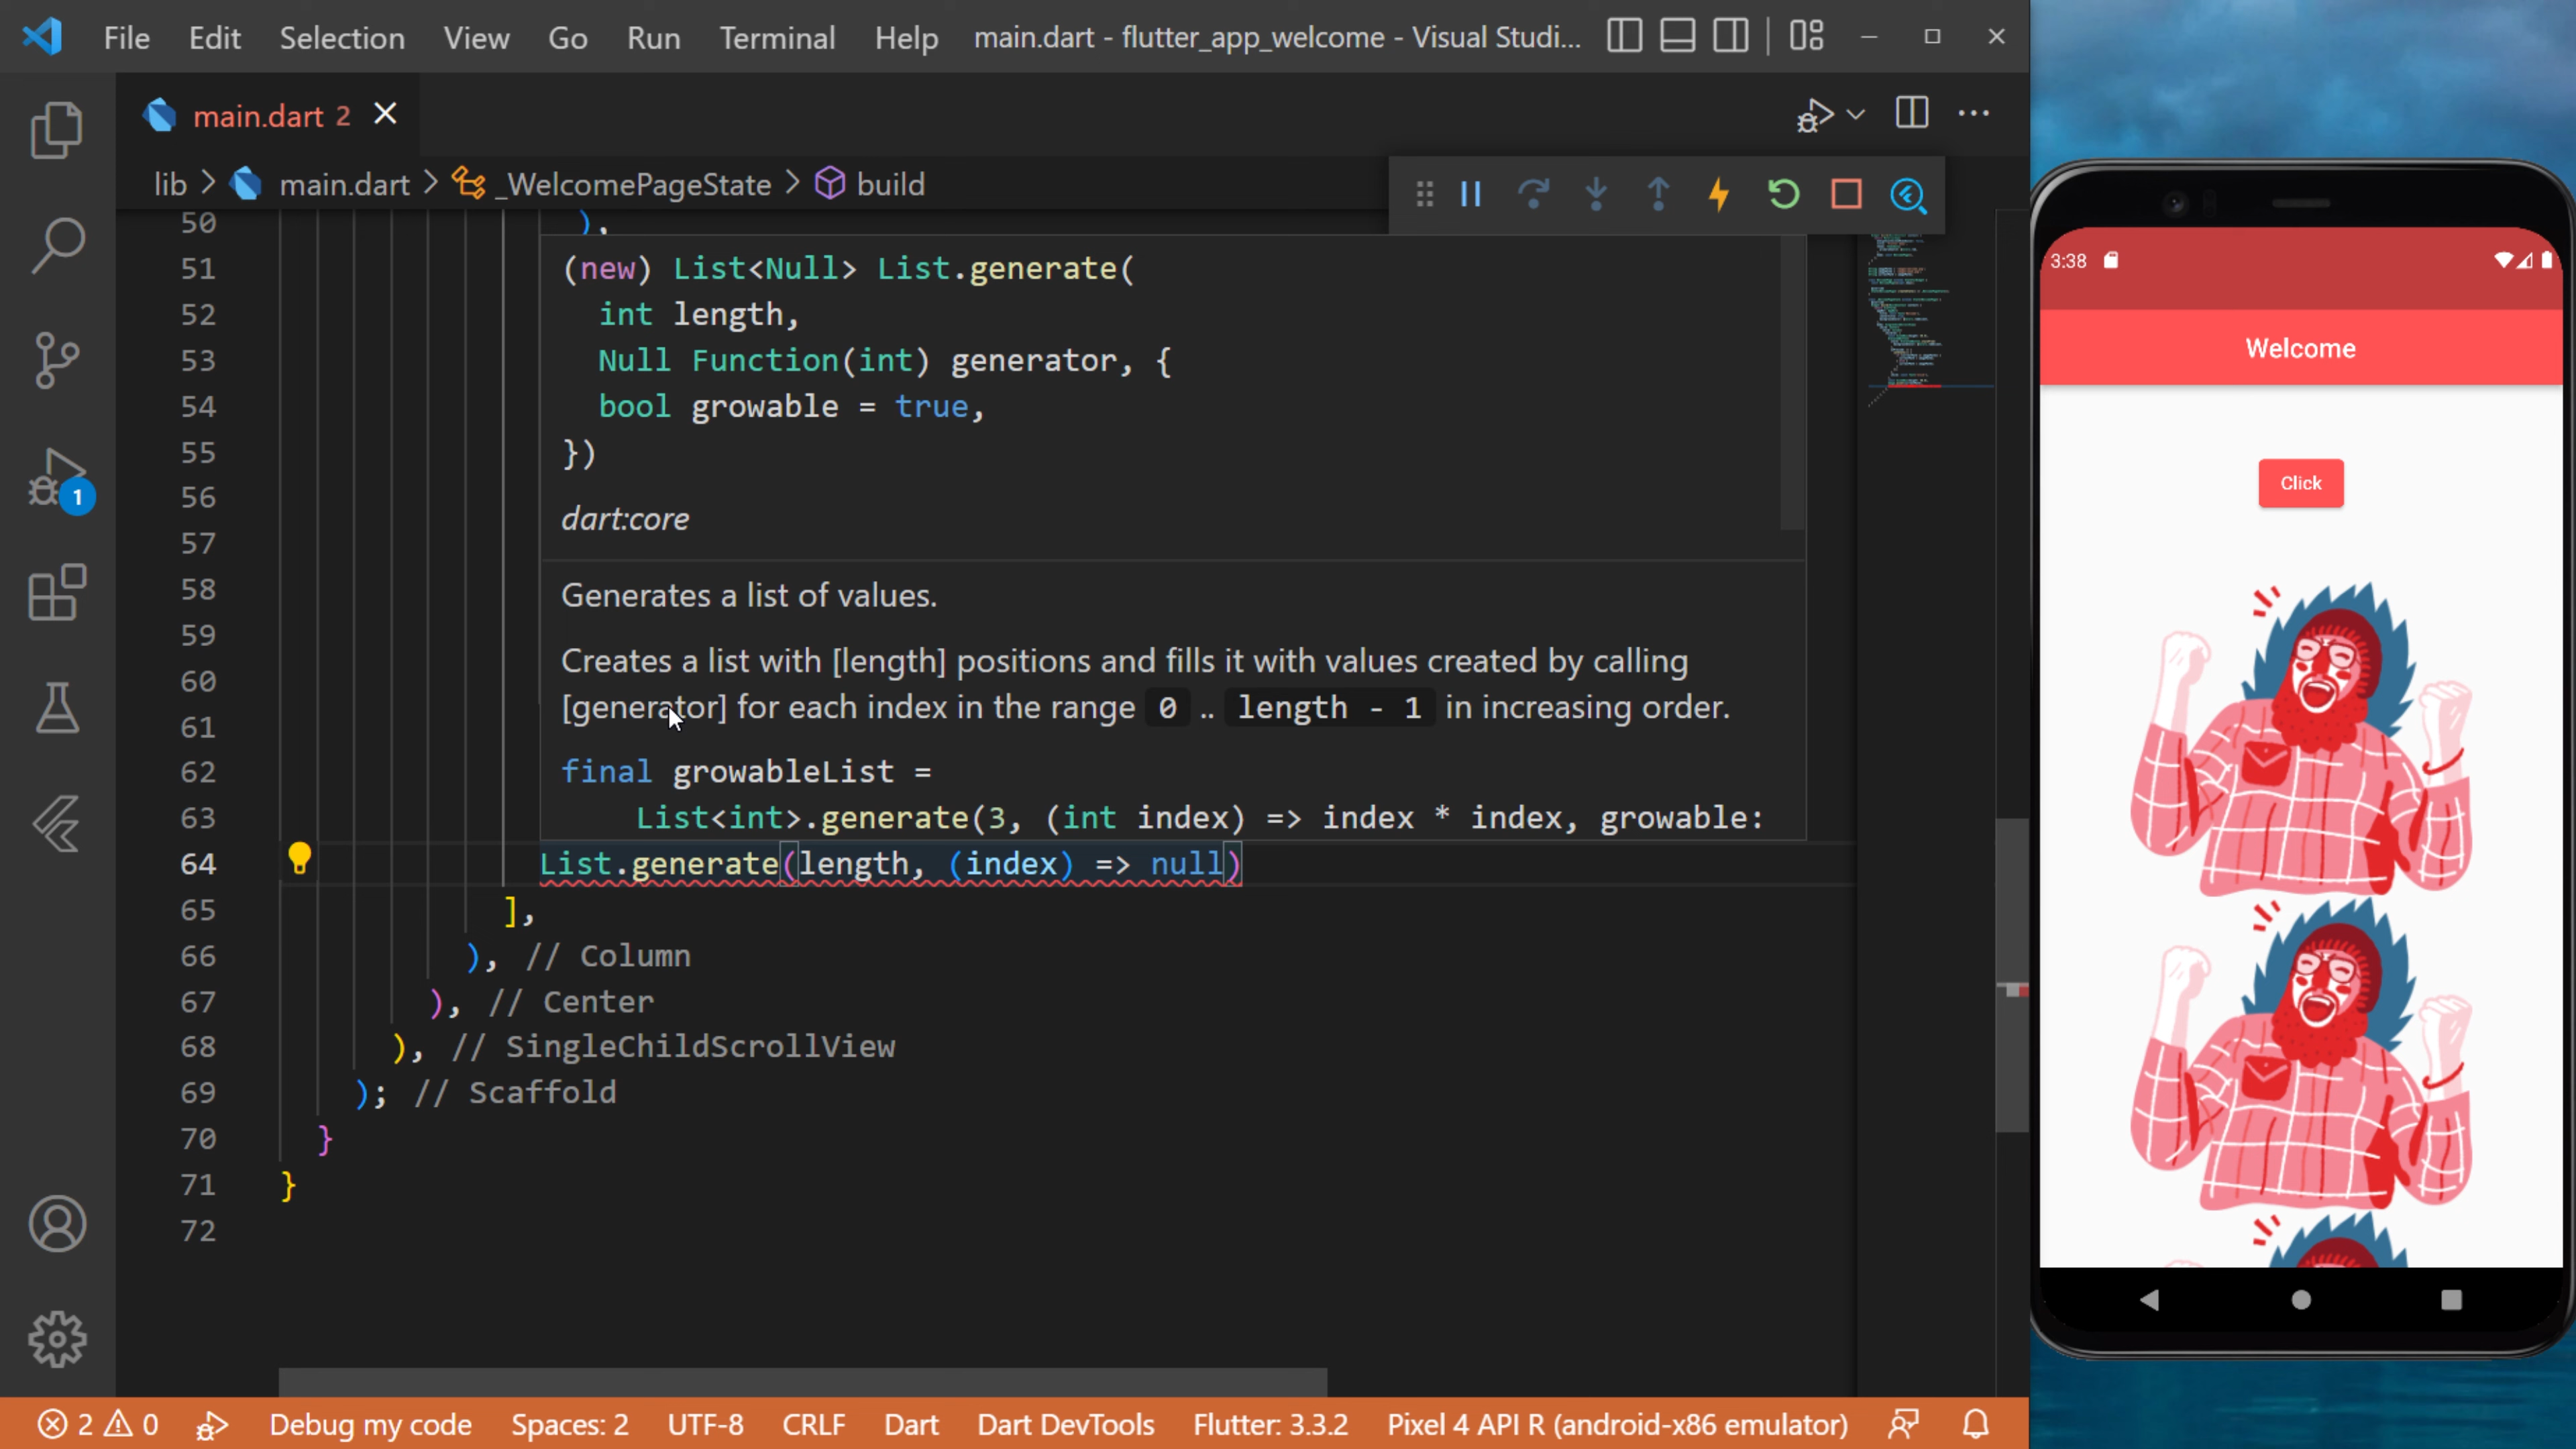 File Edit Selection View Go Run Terminal Help main.dart - flutter_app_welcome - Visual Studi...
main.dart 2
lib > main.dart > _WelcomePageState > build
50 ),
51 (new) List<Null> List.generate(
52 int length,
53 Null Function(int) generator, {
54 bool growable = true,
55 })
56 dart:core
57
58 Generates a list of values.
59
60 Creates a list with [length] positions and fills it with values created by calling
61 [generator] for each index in the range 0 .. length - 1 in increasing order.
62 final growableList =
63 List<int>.generate(3, (int index) => index * index, growable:
64 List.generate(length, (index) => null)
65 ],
66 ), // Column
67 ), // Center
68 ), // SingleChildScrollView
69 ); // Scaffold
70 }
71 }
72
1
2 0 Debug my code Spaces: 2 UTF-8 CRLF Dart Dart DevTools Flutter: 3.3.2 Pixel 4 API R (android-x86 emulator)
3:38
Welcome
Click